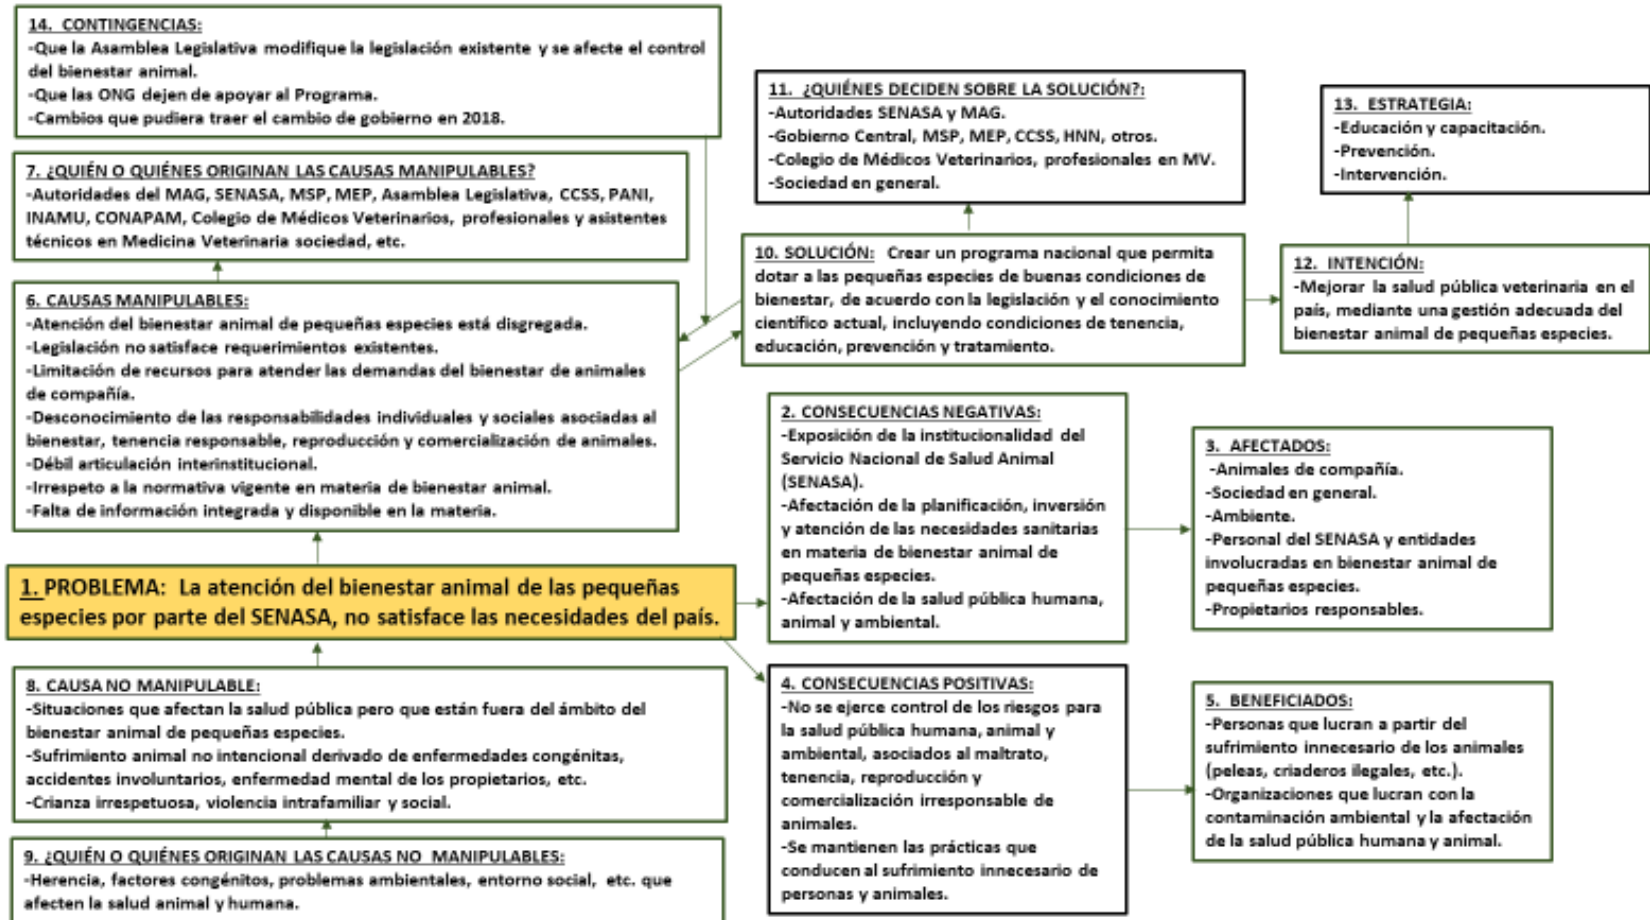 14. CONTINGENCIAS:
-Que la Asamblea Legislativa modifique la legislación existente y se afecte el control
del bienestar animal.
-Que las ONG dejen de apoyar al Programa.
-Cambios que pudiera traer el cambio de gobierno en 2018.
7. ¿QUIÉN O QUIÉNES ORIGINAN LAS CAUSAS MANIPULABLES?
-Autoridades del MAG, SENASA, MSP, MEP, Asamblea Legislativa, CCSS, PANI,
INAMU, CONAPAM, Colegio de Médicos Veterinarios, profesionales y asistentes
técnicos en Medicina Veterinaria sociedad, etc.
6. CAUSAS MANIPULABLES:
-Atención del bienestar animal de pequeñas especies está disgregada.
-Legislación no satisface requerimientos existentes.
-Limitación de recursos para atender las demandas del bienestar de animales
de compañía.
-Desconocimiento de las responsabilidades individuales y sociales asociadas al
bienestar, tenencia responsable, reproducción y comercialización de animales.
-Débil articulación interinstitucional.
-Irrespeto a la normativa vigente en materia de bienestar animal.
-Falta de información integrada y disponible en la materia.
1. PROBLEMA: La atención del bienestar animal de las pequeñas
especies por parte del SENASA, no satisface las necesidades del país.
8. CAUSA NO MANIPULABLE:
-Situaciones que afectan la salud pública pero que están fuera del ámbito del
bienestar animal de pequeñas especies.
-Sufrimiento animal no intencional derivado de enfermedades congénitas,
accidentes involuntarios, enfermedad mental de los propietarios, etc.
-Crianza irrespetuosa, violencia intrafamiliar y social.
9. ¿QUIÉN O QUIÉNES ORIGINAN LAS CAUSAS NO MANIPULABLES:
-Herencia, factores congénitos, problemas ambientales, entorno social, etc. que
afecten la salud animal y humana.
11. ¿QUIÉNES DECIDEN SOBRE LA SOLUCIÓN?:
-Autoridades SENASA y MAG.
-Gobierno Central, MSP, MEP, CCSS, HNN, otros.
-Colegio de Médicos Veterinarios, profesionales en MV.
-Sociedad en general.
10. SOLUCIÓN: Crear un programa nacional que permita
dotar a las pequeñas especies de buenas condiciones de
bienestar, de acuerdo con la legislación y el conocimiento
científico actual, incluyendo condiciones de tenencia,
educación, prevención y tratamiento.
2. CONSECUENCIAS NEGATIVAS:
-Exposición de la institucionalidad del
Servicio Nacional de Salud Animal
(SENASA).
-Afectación de la planificación, inversión
y atención de las necesidades sanitarias
en materia de bienestar animal de
pequeñas especies.
-Afectación de la salud pública humana,
animal y ambiental.
4. CONSECUENCIAS POSITIVAS:
-No se ejerce control de los riesgos para
la salud pública humana, animal y
ambiental, asociados al maltrato,
tenencia, reproducción y
comercialización irresponsable de
animales.
-Se mantienen las prácticas que
conducen al sufrimiento innecesario de
personas y animales.
13. ESTRATEGIA:
-Educación y capacitación.
-Prevención.
-Intervención.
12. INTENCIÓN:
-Mejorar la salud pública veterinaria en el
país, mediante una gestión adecuada del
bienestar animal de pequeñas especies.
3. AFECTADOS:
-Animales de compañía.
-Sociedad en general.
-Ambiente.
-Personal del SENASA y entidades
involucradas en bienestar animal de
pequeñas especies.
-Propietarios responsables.
5. BENEFICIADOS:
-Personas que lucran a partir del
sufrimiento innecesario de los animales
(peleas, criaderos ilegales, etc.).
-Organizaciones que lucran con la
contaminación ambiental y la afectación
de la salud pública humana y animal.